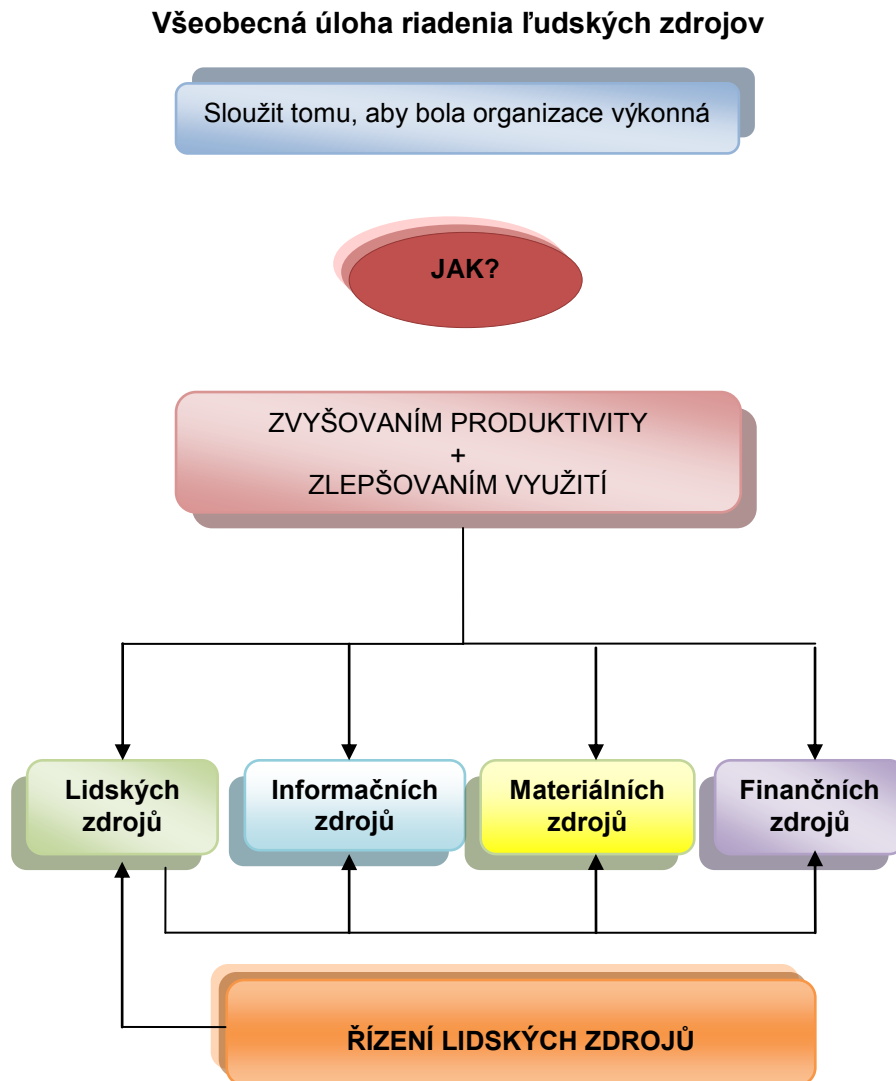 Všeobecná úloha riadenia ľudských zdrojov
Sloužit tomu, aby bola organizace výkonná
JAK?
ZVYŠOVANÍM PRODUKTIVITY
+
ZLEPŠOVANÍM VYUŽITÍ
Lidských
zdrojů
Informačních
zdrojů
Materiálních
zdrojů
Finančních
zdrojů
ŘÍZENÍ LIDSKÝCH ZDROJŮ